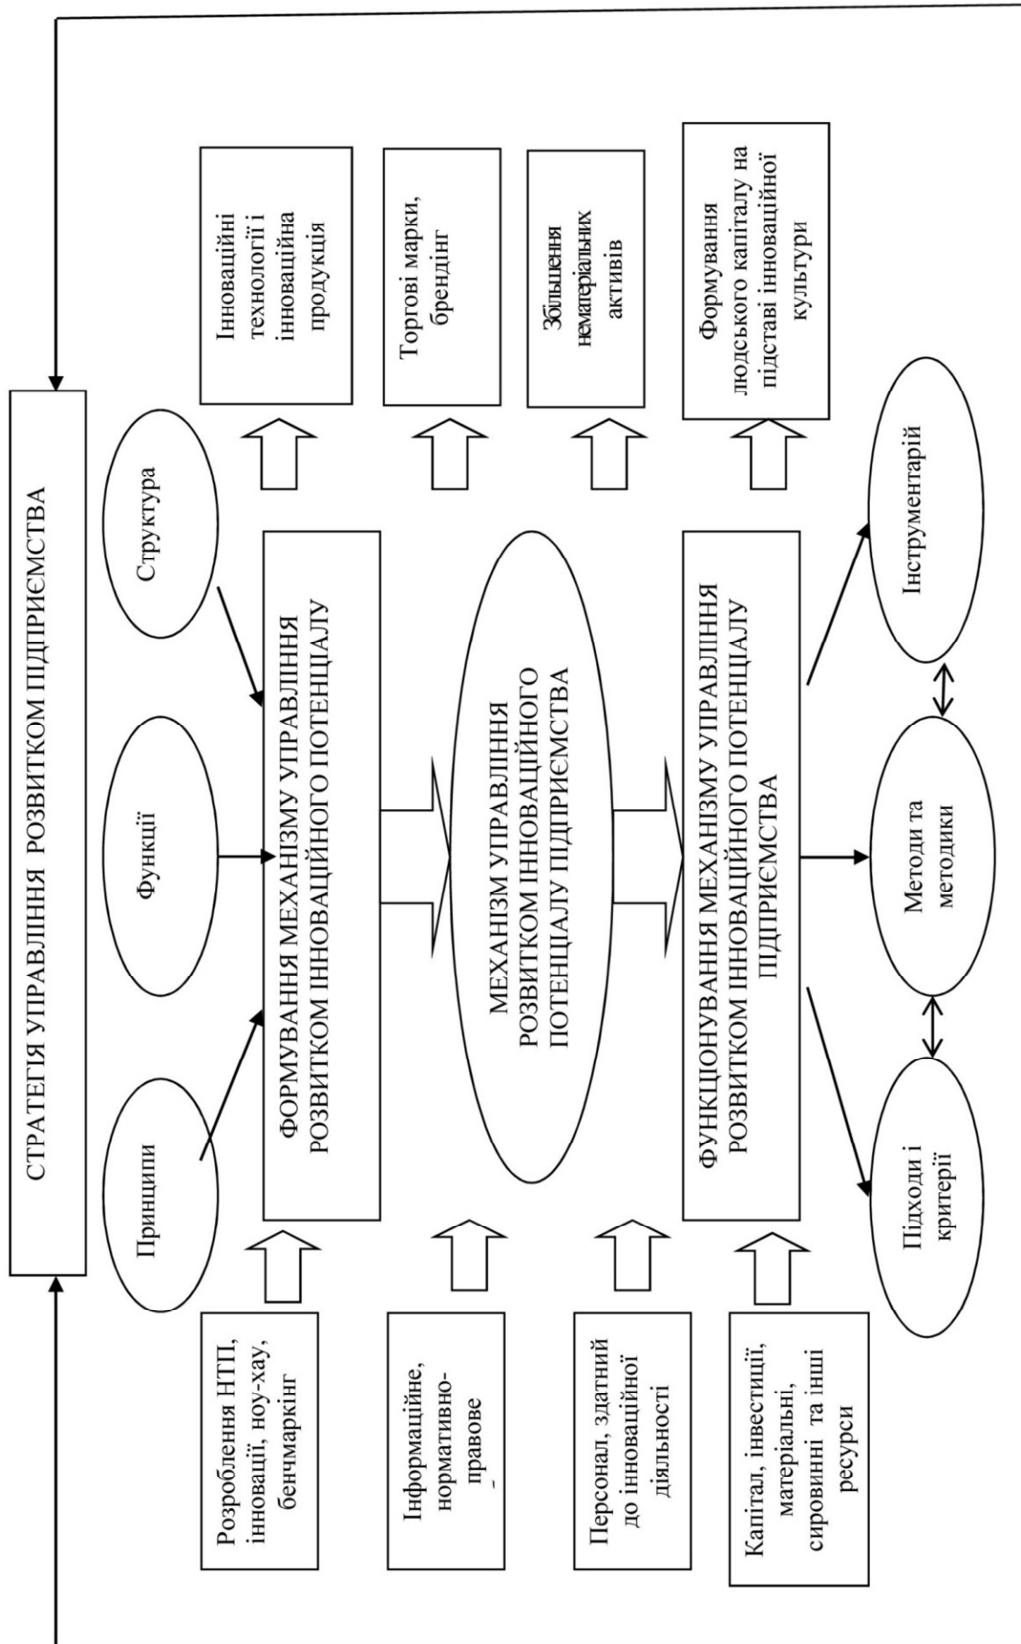 СТРАТЕГІЯ УПРАВЛІННЯ РОЗВИТКОМ ПІДПРИЄМСТВА
Принципи
Функції
Структура
Розроблення НТП,
інновації, ноу-хау,
бенчмаркінг
Інформаційне,
нормативно-
правове
Персонал, здатний
до інноваційної
діяльності
Капітал, інвестиції,
матеріальні,
сировинні та інші
ресурси
ФОРМУВАННЯ МЕХАНІЗМУ УПРАВЛІННЯ
РОЗВИТКОМ ІННОВАЦІЙНОГО ПОТЕНЦІАЛУ
МЕХАНІЗМ УПРАВЛІННЯ
РОЗВИТКОМ ІННОВАЦІЙНОГО
ПОТЕНЦІАЛУ ПІДПРИЄМСТВА
ФУНКЦІОНУВАННЯ МЕХАНІЗМУ УПРАВЛІННЯ
РОЗВИТКОМ ІННОВАЦІЙНОГО ПОТЕНЦІАЛУ
ПІДПРИЄМСТВА
Інноваційні
технології і
інноваційна
продукція
Торгові марки,
брендінг
Збільшення
нематеріальних
активів
Формування
людського капіталу на
підставі інноваційної
культури
Підходи і
критерії
Методи та
методики
Інструментарій